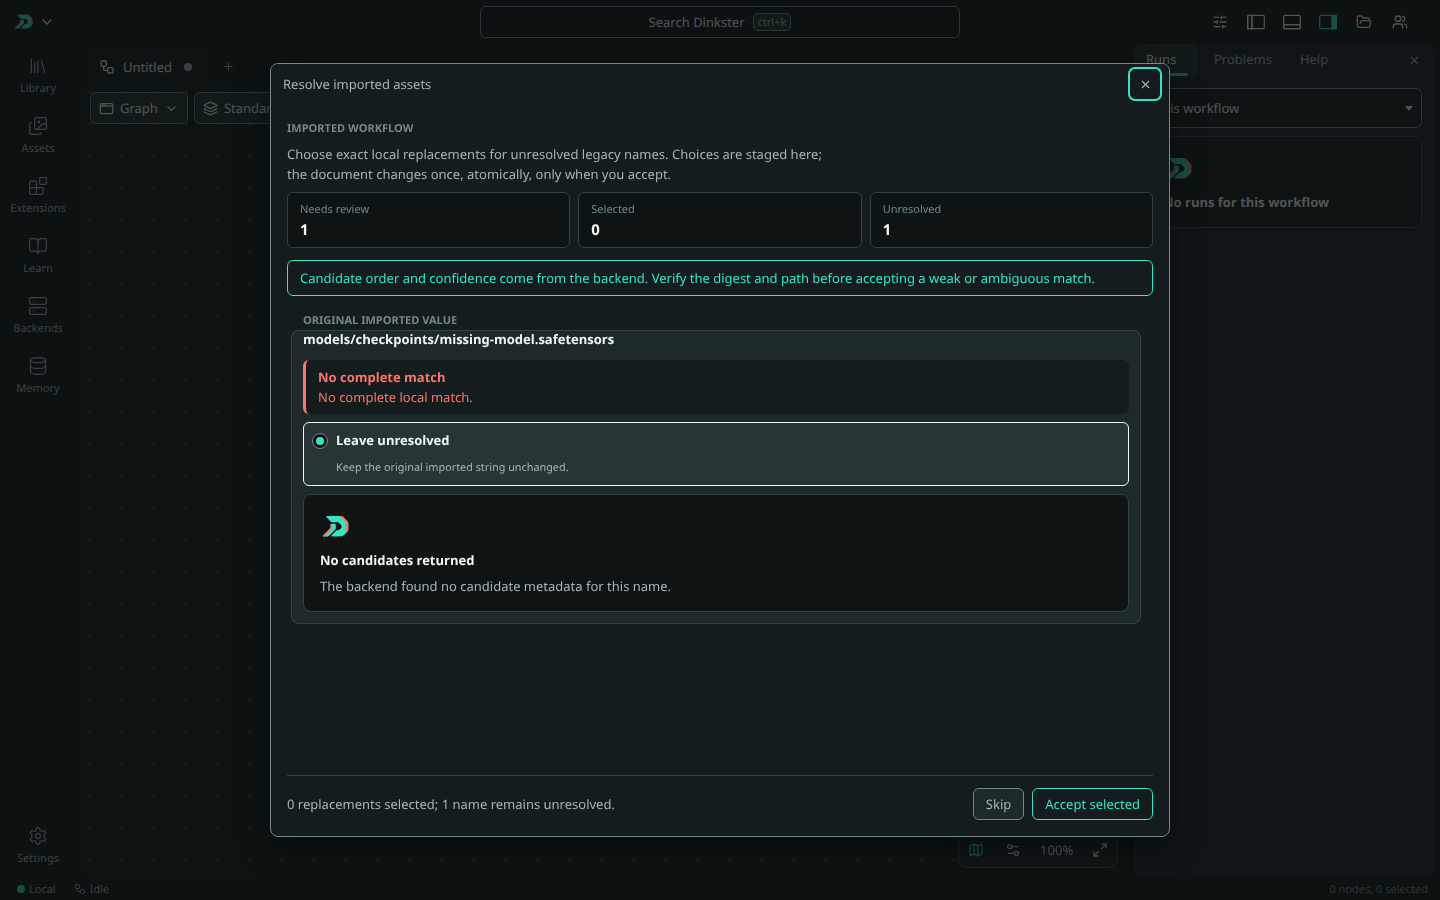 Search Dinkster ctrl+k
Library
Assets
Extensions
Learn
Backends
Memory
Settings
Untitled
Graph
Standar
Runs
Problems
Help
is workflow
No runs for this workflow
Resolve imported assets
IMPORTED WORKFLOW
Choose exact local replacements for unresolved legacy names. Choices are staged here;
the document changes once, atomically, only when you accept.
Needs review
1
Selected
0
Unresolved
1
Candidate order and confidence come from the backend. Verify the digest and path before accepting a weak or ambiguous match.
ORIGINAL IMPORTED VALUE
models/checkpoints/missing-model.safetensors
No complete match
No complete local match.
Leave unresolved
Keep the original imported string unchanged.
No candidates returned
The backend found no candidate metadata for this name.
0 replacements selected; 1 name remains unresolved.
Skip
Accept selected
100%
Local
Idle
0 nodes, 0 selected